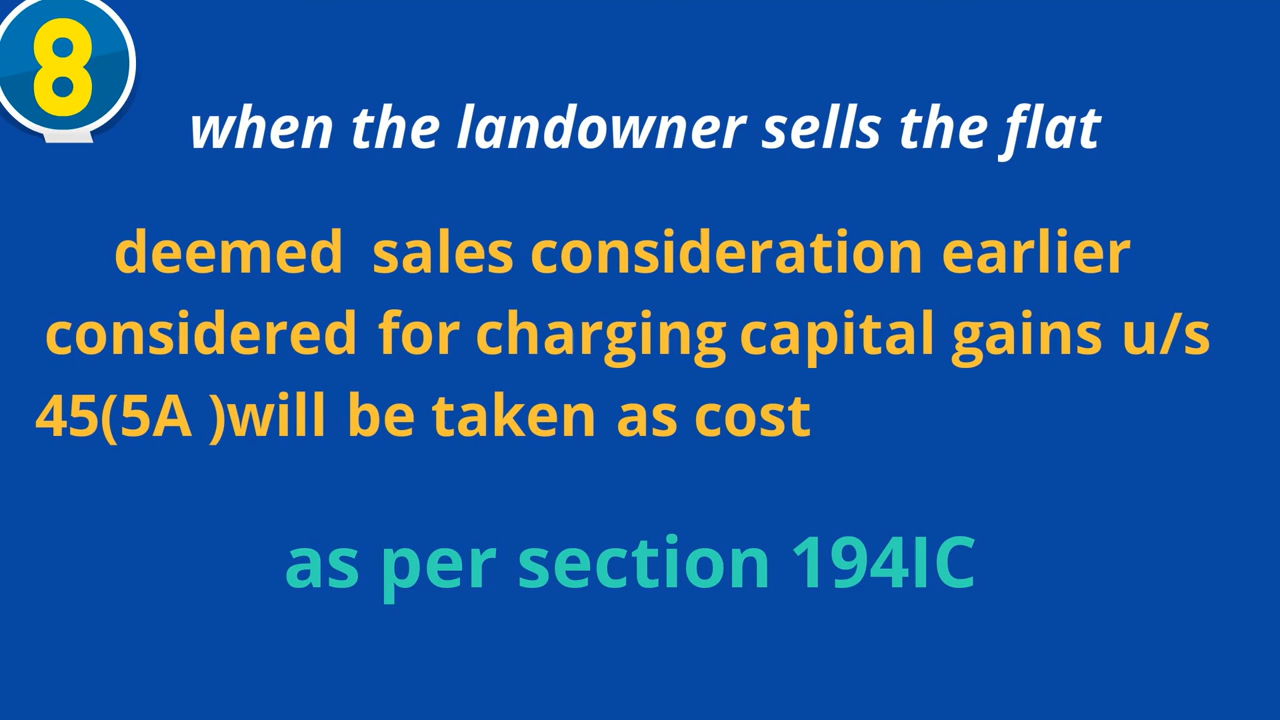 8
when the landowner sells the flat
deemed sales consideration earlier
considered for charging capital gains u/s
45(5A )will be taken as cost
as per section 194IC